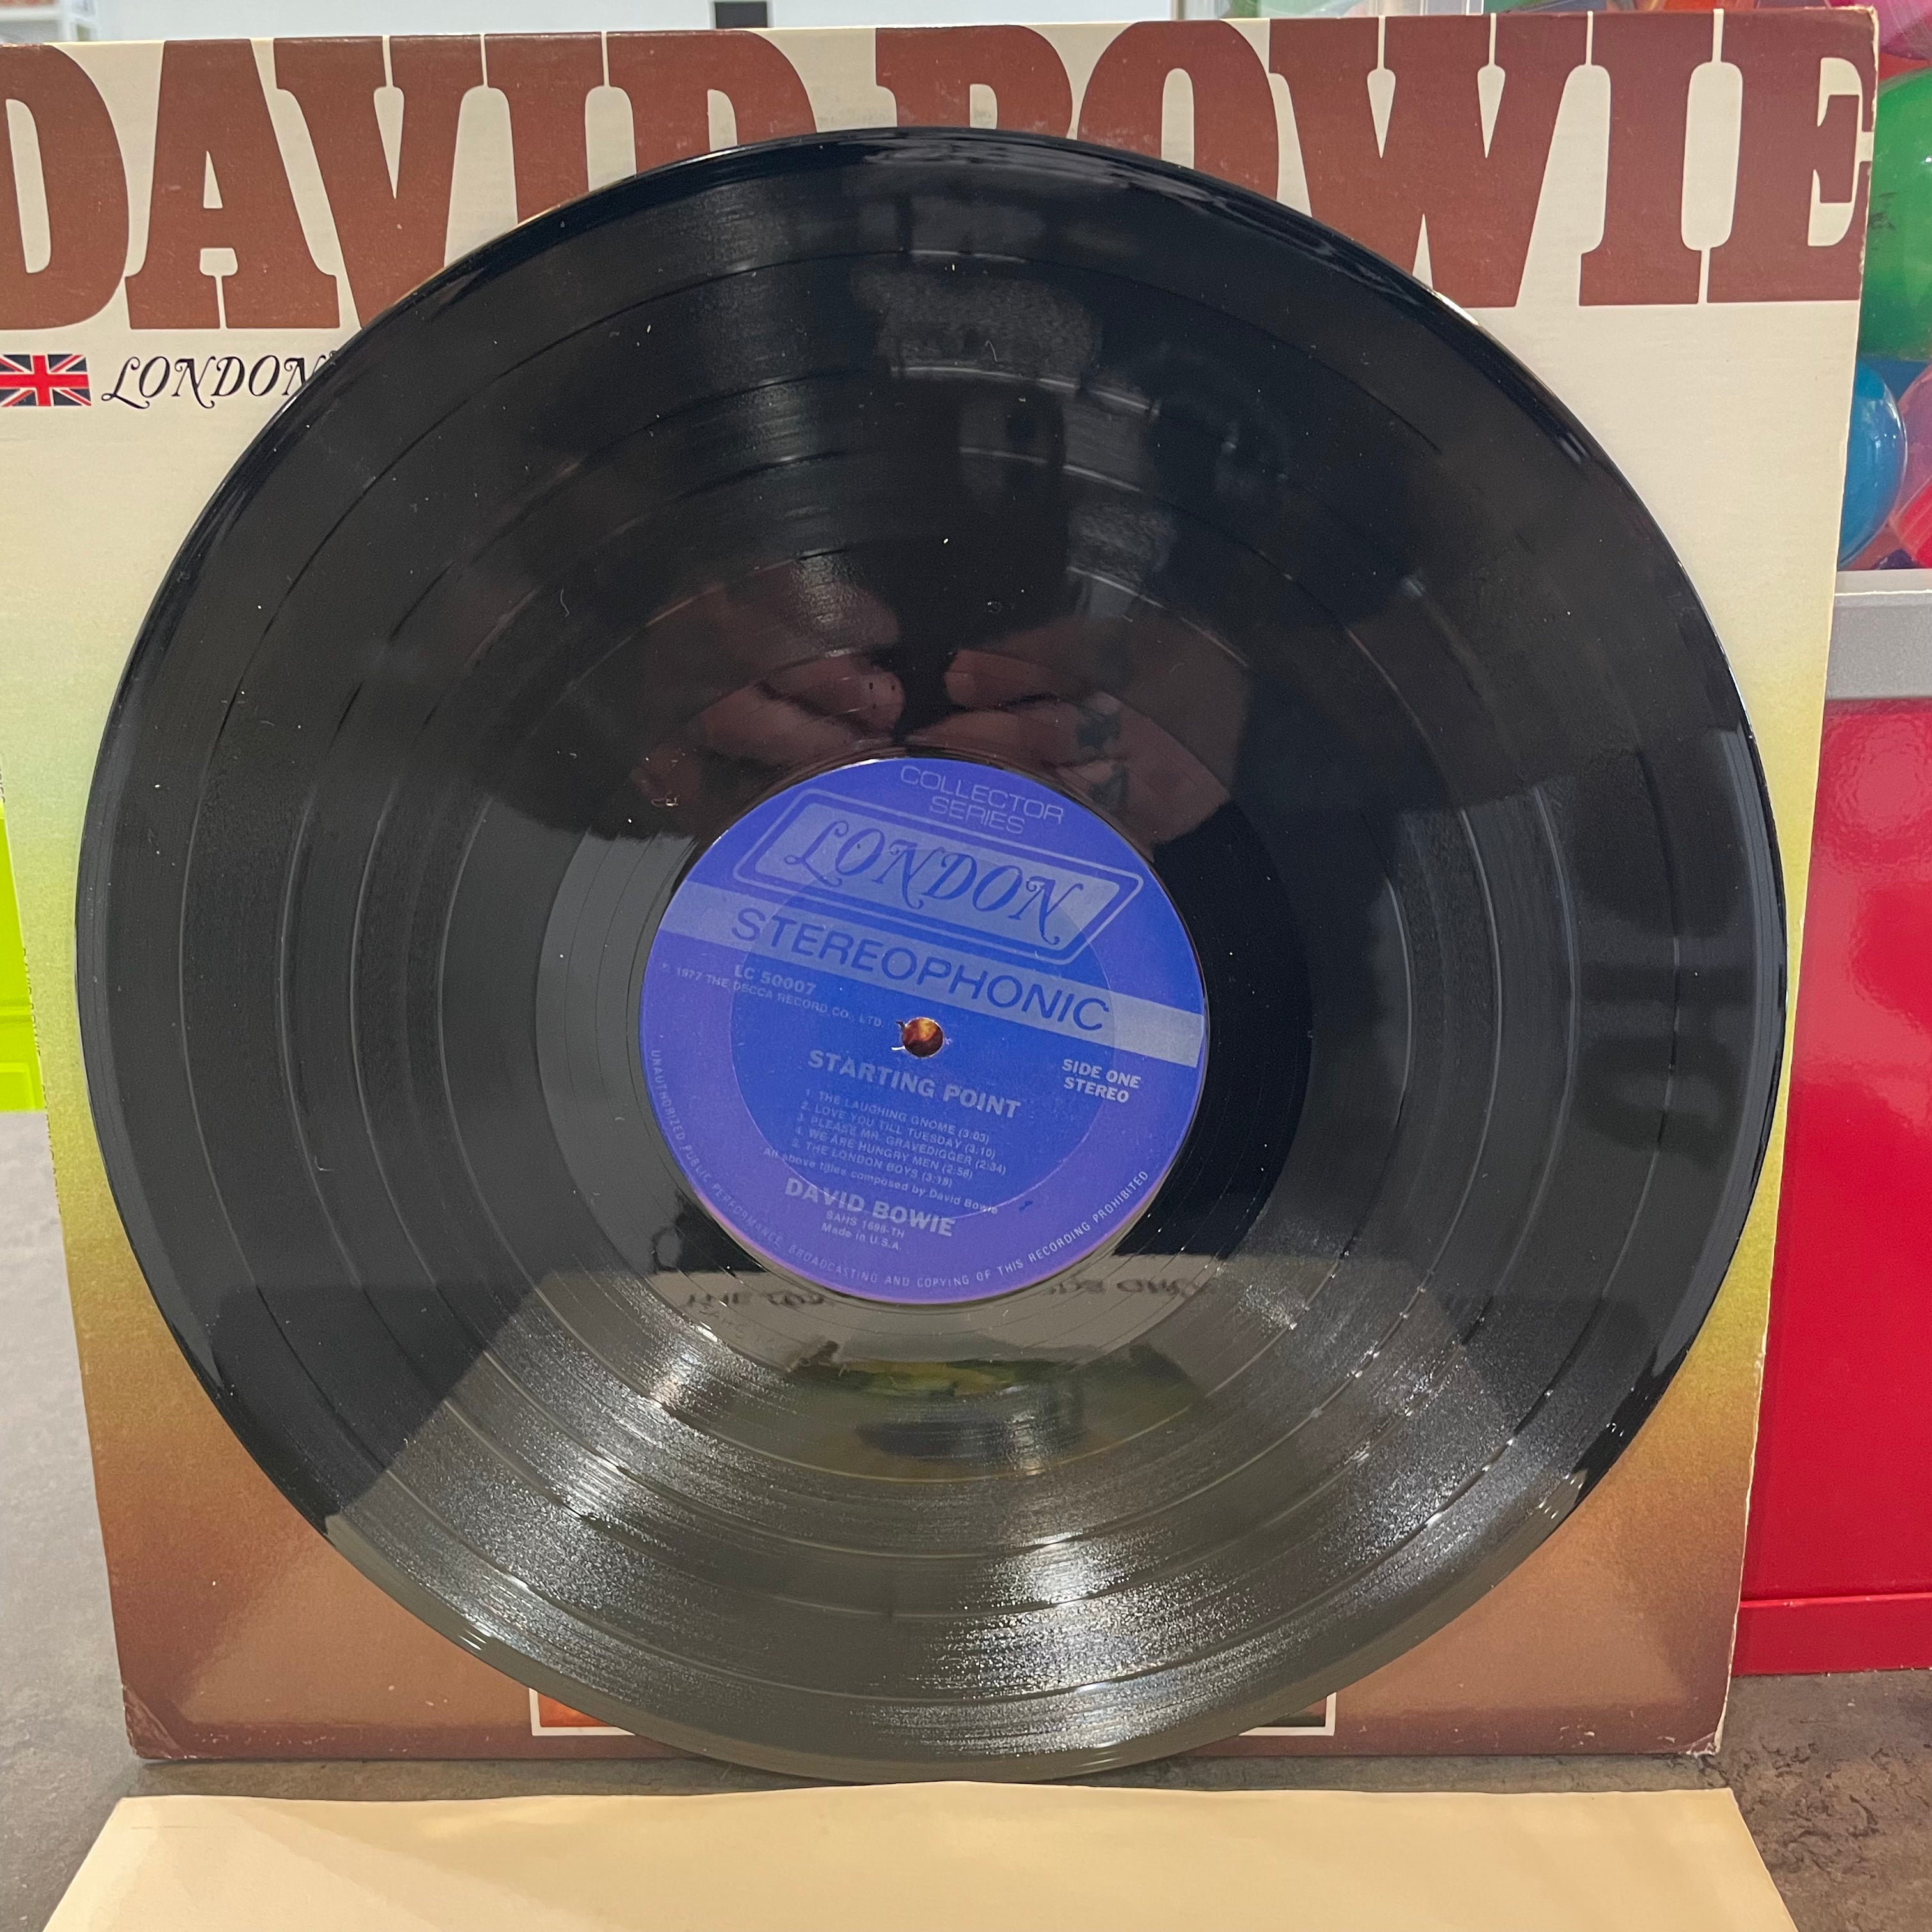 DAVID BOWIE
LONDON
COLLECTOR
SERIES
LONDON
STEREOPHONIC
LC 50007
1977 THE DECCA RECORD CO., LTD.
SIDE ONE
STEREO
STARTING POINT
1. THE LAUGHING GNOME (3:03)
2. LOVE YOU TILL TUESDAY (3:10)
3. PLEASE MR. GRAVEDIGGER (2:34)
4. WE ARE HUNGRY MEN (2:58)
5. THE LONDON BOYS (3:18)
All above titles composed by David Bowie
DAVID BOWIE
Made in U.S.A.
UNAUTHORIZED PUBLIC PERFORMANCE, BROADCASTING AND COPYING OF THIS RECORDING PROHIBITED